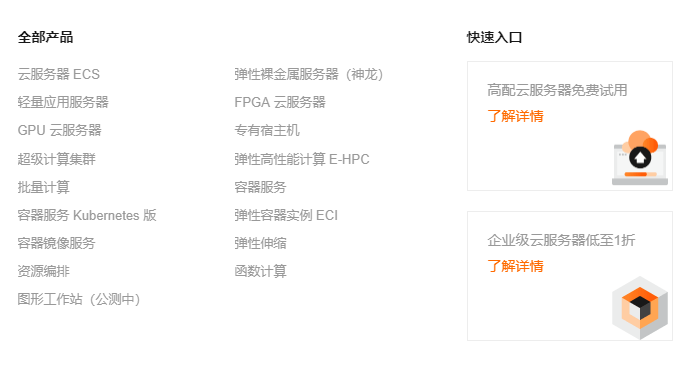 全部产品
云服务器 ECS
弹性裸金属服务器（神龙）
轻量应用服务器
FPGA 云服务器
GPU 云服务器
专有宿主机
超级计算集群
弹性高性能计算 E-HPC
批量计算
容器服务
容器服务 Kubernetes 版
弹性容器实例 ECI
容器镜像服务
弹性伸缩
资源编排
函数计算
图形工作站（公测中）
快速入口
高配云服务器免费试用
了解详情
企业级云服务器低至1折
了解详情